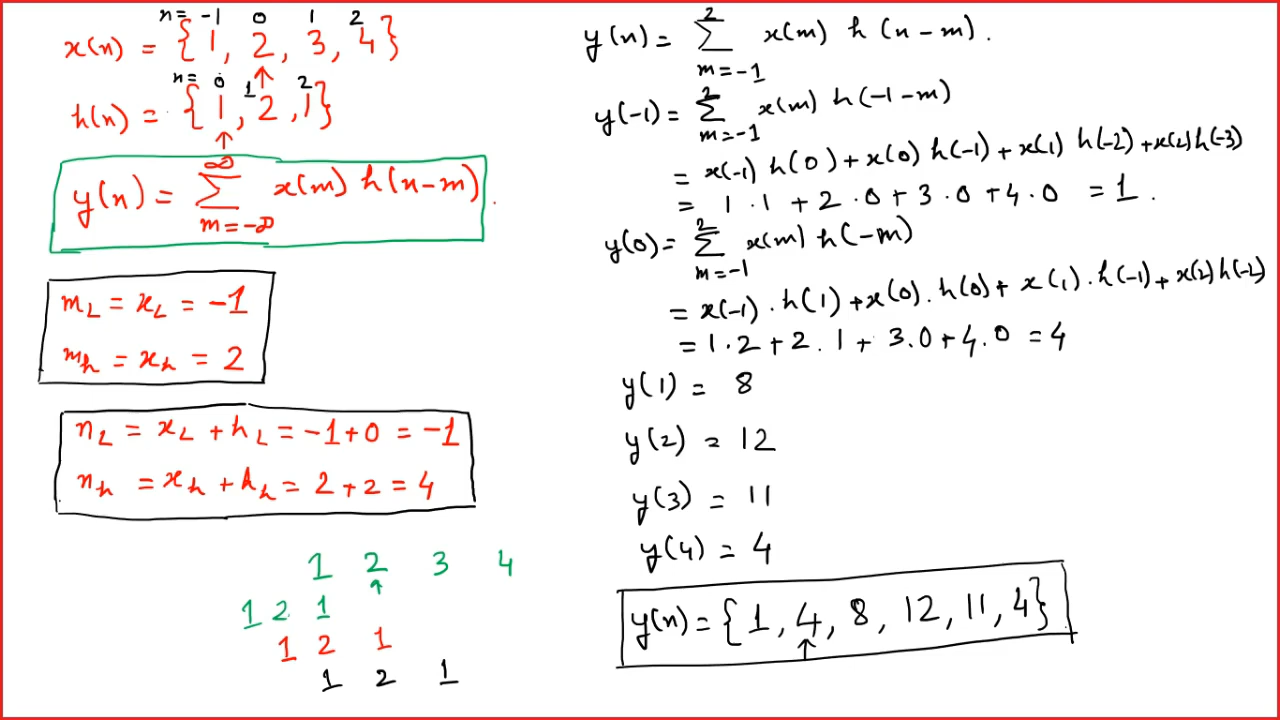 n= -1 0 1 2
x(n) = {1, 2, 3, 4}
↑
n= 0 1 2
h(n) = {1, 2, 1}
↑
y(n) = ∑_{m=-∞}^{∞} x(m) h(n-m)
m_L = x_L = -1
m_h = x_h = 2
n_L = x_L + h_L = -1+0 = -1
n_h = x_h + h_h = 2+2 = 4
1 2 3 4
↑
1 2 1
1 2 1
1 2 1
y(n) = ∑_{m=-1}^{2} x(m) h(n-m).
y(-1) = ∑_{m=-1}^{2} x(m) h(-1-m)
= x(-1) h(0) + x(0) h(-1) + x(1) h(-2) + x(2) h(-3)
= 1 · 1 + 2 · 0 + 3 · 0 + 4 · 0 = 1.
y(0) = ∑_{m=-1}^{2} x(m) h(-m)
= x(-1) · h(1) + x(0) · h(0) + x(1) · h(-1) + x(2) h(-2)
= 1 · 2 + 2 . 1 + 3.0 + 4.0 = 4
y(1) = 8
y(2) = 12
y(3) = 11
y(4) = 4
y(n) = {1, 4, 8, 12, 11, 4}
↑